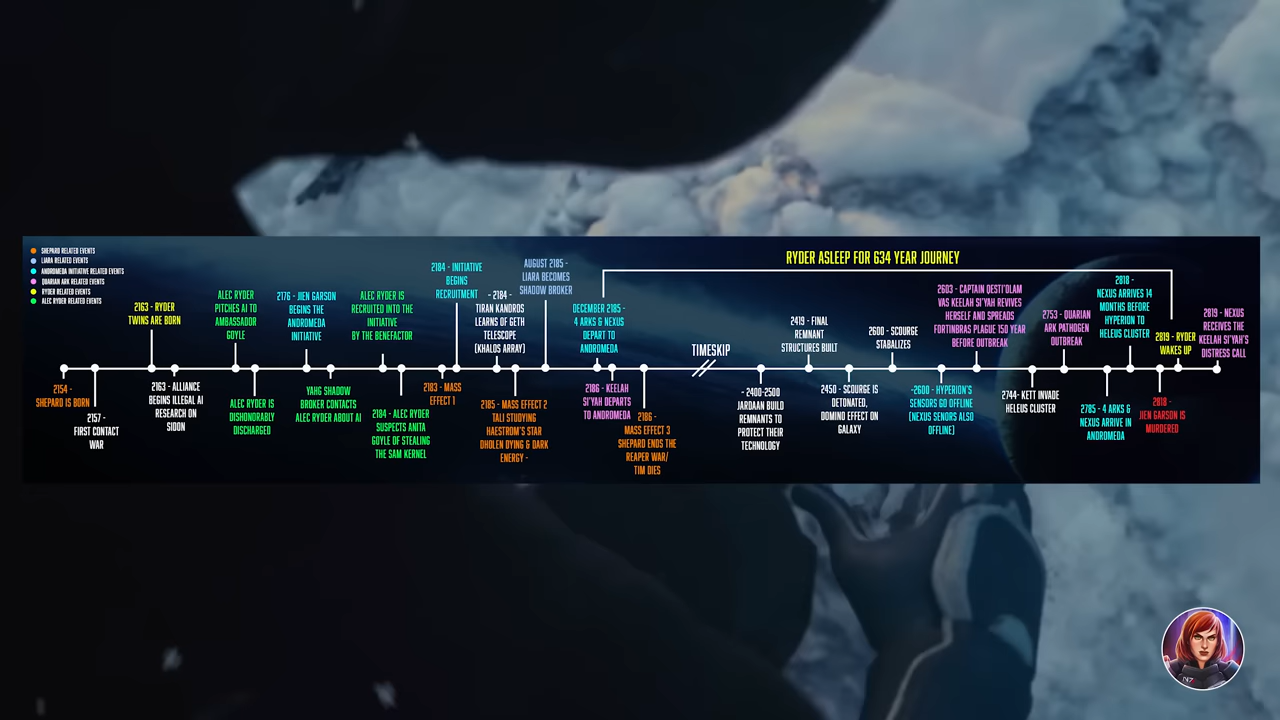 SHEPARD RELATED EVENTS
LIARA RELATED EVENTS
ANDROMEDA INITIATIVE RELATED EVENTS
QUARIAN ARK RELATED EVENTS
RYDER RELATED EVENTS
ALEC RYDER RELATED EVENTS
RYDER ASLEEP FOR 634 YEAR JOURNEY
2154 -
SHEPARD IS BORN
2157 -
FIRST CONTACT
WAR
2163 - RYDER
TWINS ARE BORN
2163 - ALLIANCE
BEGINS ILLEGAL AI
RESEARCH ON
SIDON
ALEC RYDER
PITCHES AI TO
AMBASSADOR
GOYLE
ALEC RYDER IS
DISHONORABLY
DISCHARGED
2176 - JIEN GARSON
BEGINS THE
ANDROMEDA
INITIATIVE
YAHG SHADOW
BROKER CONTACTS
ALEC RYDER ABOUT AI
ALEC RYDER IS
RECRUITED INTO THE
INITIATIVE
BY THE BENEFACTOR
2184 - ALEC RYDER
SUSPECTS ANITA
GOYLE OF STEALING
THE SAM KERNEL
2183 - MASS
EFFECT 1
2184 - INITIATIVE
BEGINS
RECRUITMENT
- 2184 -
TIRAN KANDROS
LEARNS OF GETH
TELESCOPE
(KHALOS ARRAY)
2185 - MASS EFFECT 2
TALI STUDYING
HAESTROM'S STAR
DHOLEN DYING & DARK
ENERGY -
AUGUST 2185 -
LIARA BECOMES
SHADOW BROKER
DECEMBER 2185 -
4 ARKS & NEXUS
DEPART TO
ANDROMEDA
2186 - KEELAH
SI'YAH DEPARTS
TO ANDROMEDA
2186 -
MASS EFFECT 3
SHEPARD ENDS THE
REAPER WAR/
TIM DIES
TIMESKIP
- 2400-2500
JARDAAN BUILD
REMNANTS TO
PROTECT THEIR
TECHNOLOGY
2419 - FINAL
REMNANT
STRUCTURES BUILT
2450 - SCOURGE IS
DETONATED,
DOMINO EFFECT ON
GALAXY
2600 - SCOURGE
STABALIZES
~2600 - HYPERION'S
SENSORS GO OFFLINE
(NEXUS SENORS ALSO
OFFLINE)
2603 - CAPTAIN QESTI'OLAM
VAS KEELAH SI'YAH REVIVES
HERSELF AND SPREADS
FORTINBRAS PLAGUE 150 YEAR
BEFORE OUTBREAK
2744- KETT INVADE
HELEUS CLUSTER
2753 - QUARIAN
ARK PATHOGEN
OUTBREAK
2785 - 4 ARKS &
NEXUS ARRIVE IN
ANDROMEDA
2818 -
NEXUS ARRIVES 14
MONTHS BEFORE
HYPERION TO
HELEUS CLUSTER
2818 -
JIEN GARSON IS
MURDERED
2819 - RYDER
WAKES UP
2819 - NEXUS
RECEIVES THE
KEELAH SI'YAH'S
DISTRESS CALL
N7